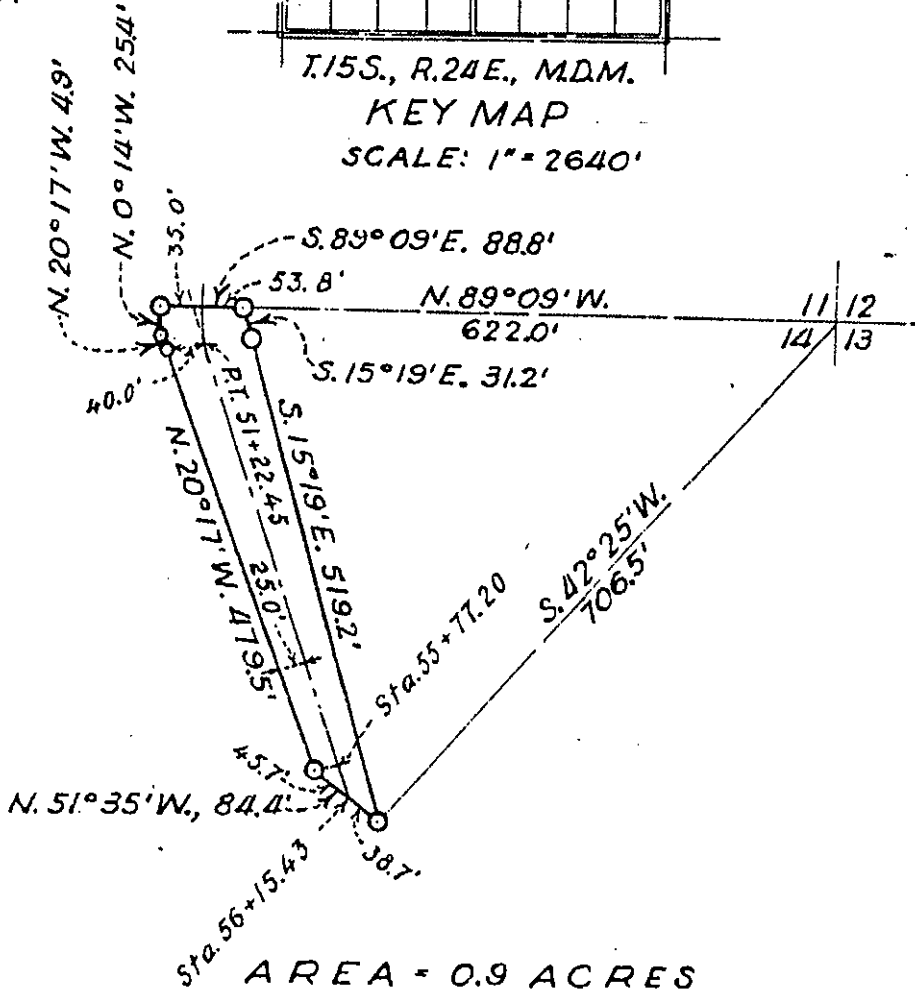 T.15S., R.24E., M.D.M.
KEY MAP
SCALE: 1" = 2640'
N. 20°17'W. 4.9'
N. 0°14'W. 25.4'
35.0'
S. 89°09'E. 88.8'
53.8'
N. 89°09'W.
622.0'
11 12
14 13
S. 15°19'E. 31.2'
40.0'
P.T. 51+22.45
S. 15°19'E. 519.2'
N. 20°17'W. 479.5'
25.0'
S. 42°25'W.
706.5'
Sta. 55+77.20
45.7'
N. 51°35'W., 84.4'
38.7'
Sta. 56+15.43
AREA = 0.9 ACRES